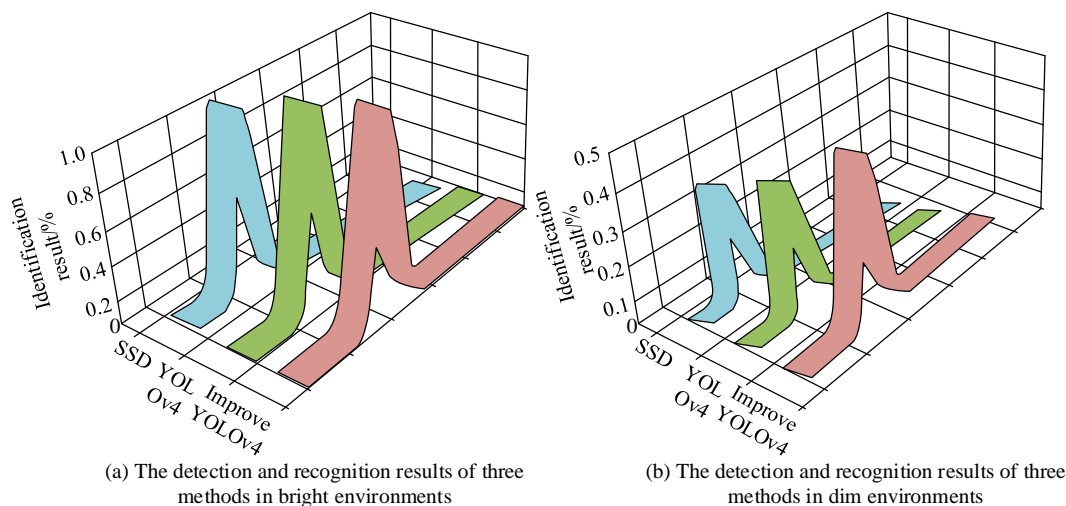 1.0
0.8
0.6
0.4
0.2
0
Identification
result/%
SSD YOL Improve
Ov4 YOLOv4
(a) The detection and recognition results of three
methods in bright environments
0.5
0.4
0.3
0.2
0.1
0
Identification
result/%
SSD YOL Improve
Ov4 YOLOv4
(b) The detection and recognition results of three
methods in dim environments